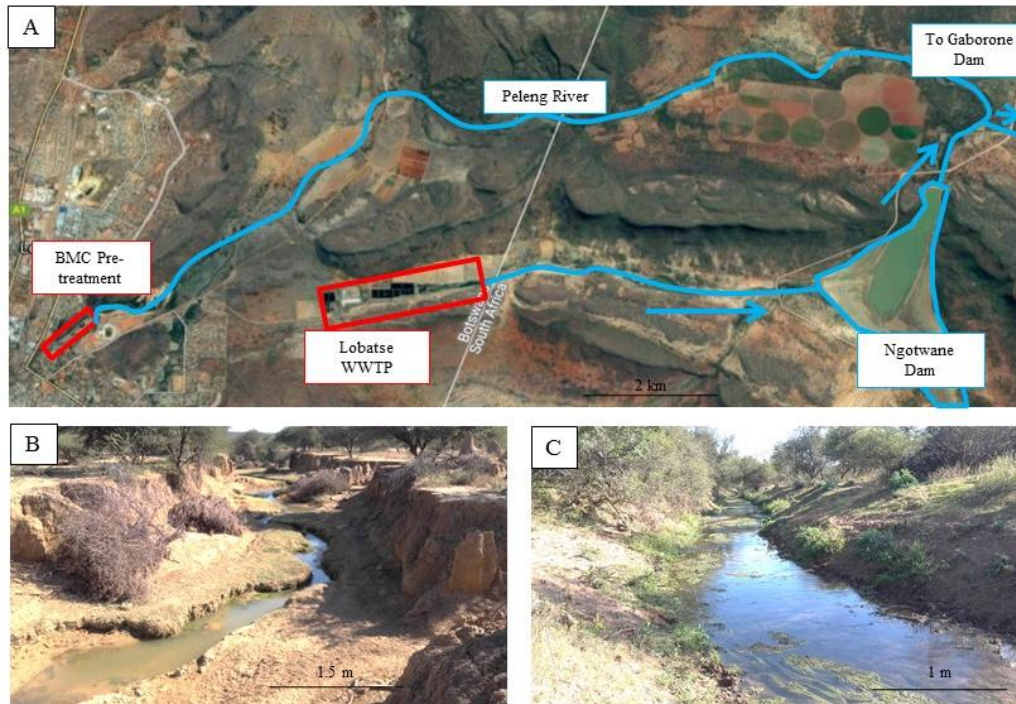 A
To Gaborone
Dam
Peleng River
A1
BMC Pre-
treatment
Lobatse
WWTP
Botswana
South Africa
2 km
Ngotwane
Dam
B
1.5 m
C
1 m